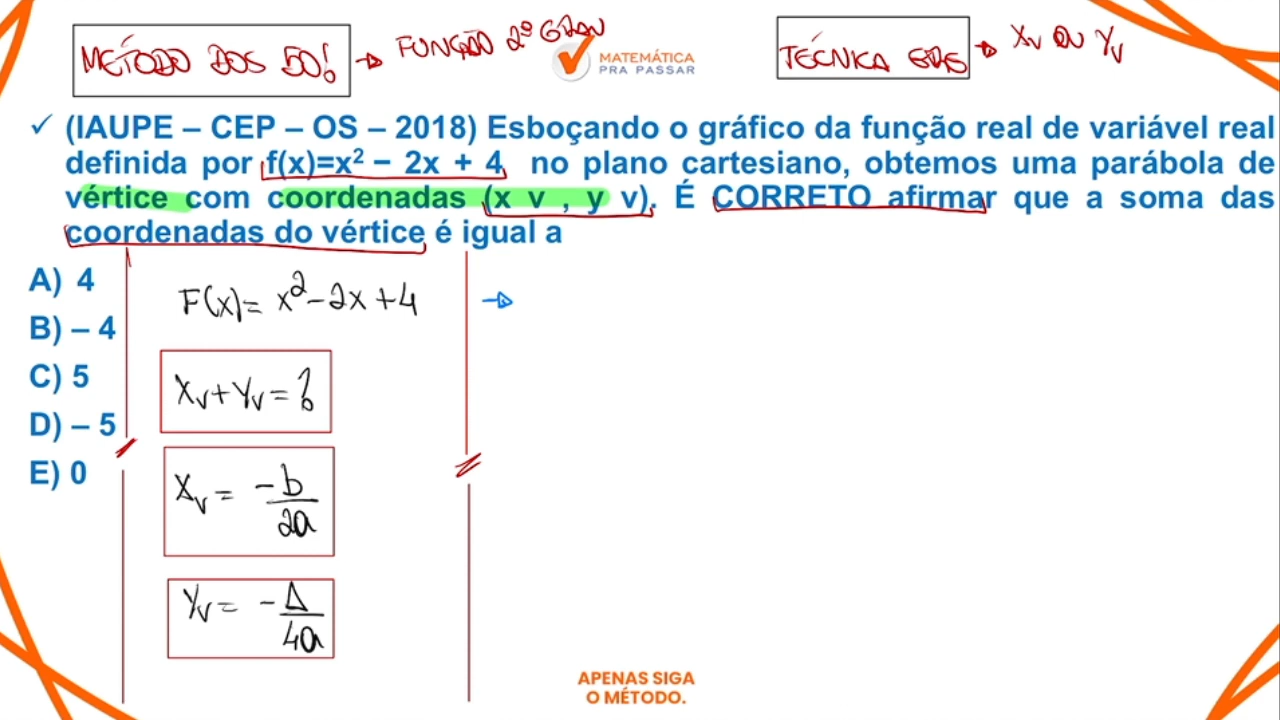 MÉTODO DOS 50! → FUNÇÃO 2º GRAU
MATEMÁTICA
PRA PASSAR
TÉCNICA → Xv OU Yv
✓ (IAUPE – CEP – OS – 2018) Esboçando o gráfico da função real de variável real
definida por f(x)=x² – 2x + 4 no plano cartesiano, obtemos uma parábola de
vértice com coordenadas (x v , y v). É CORRETO afirmar que a soma das
coordenadas do vértice é igual a
A) 4
B) – 4
C) 5
D) – 5
E) 0
F(x)= x²-2x+4 →
Xv+Yv=?
Xv = -b/2a
Yv= -Δ/4a
APENAS SIGA
O MÉTODO.